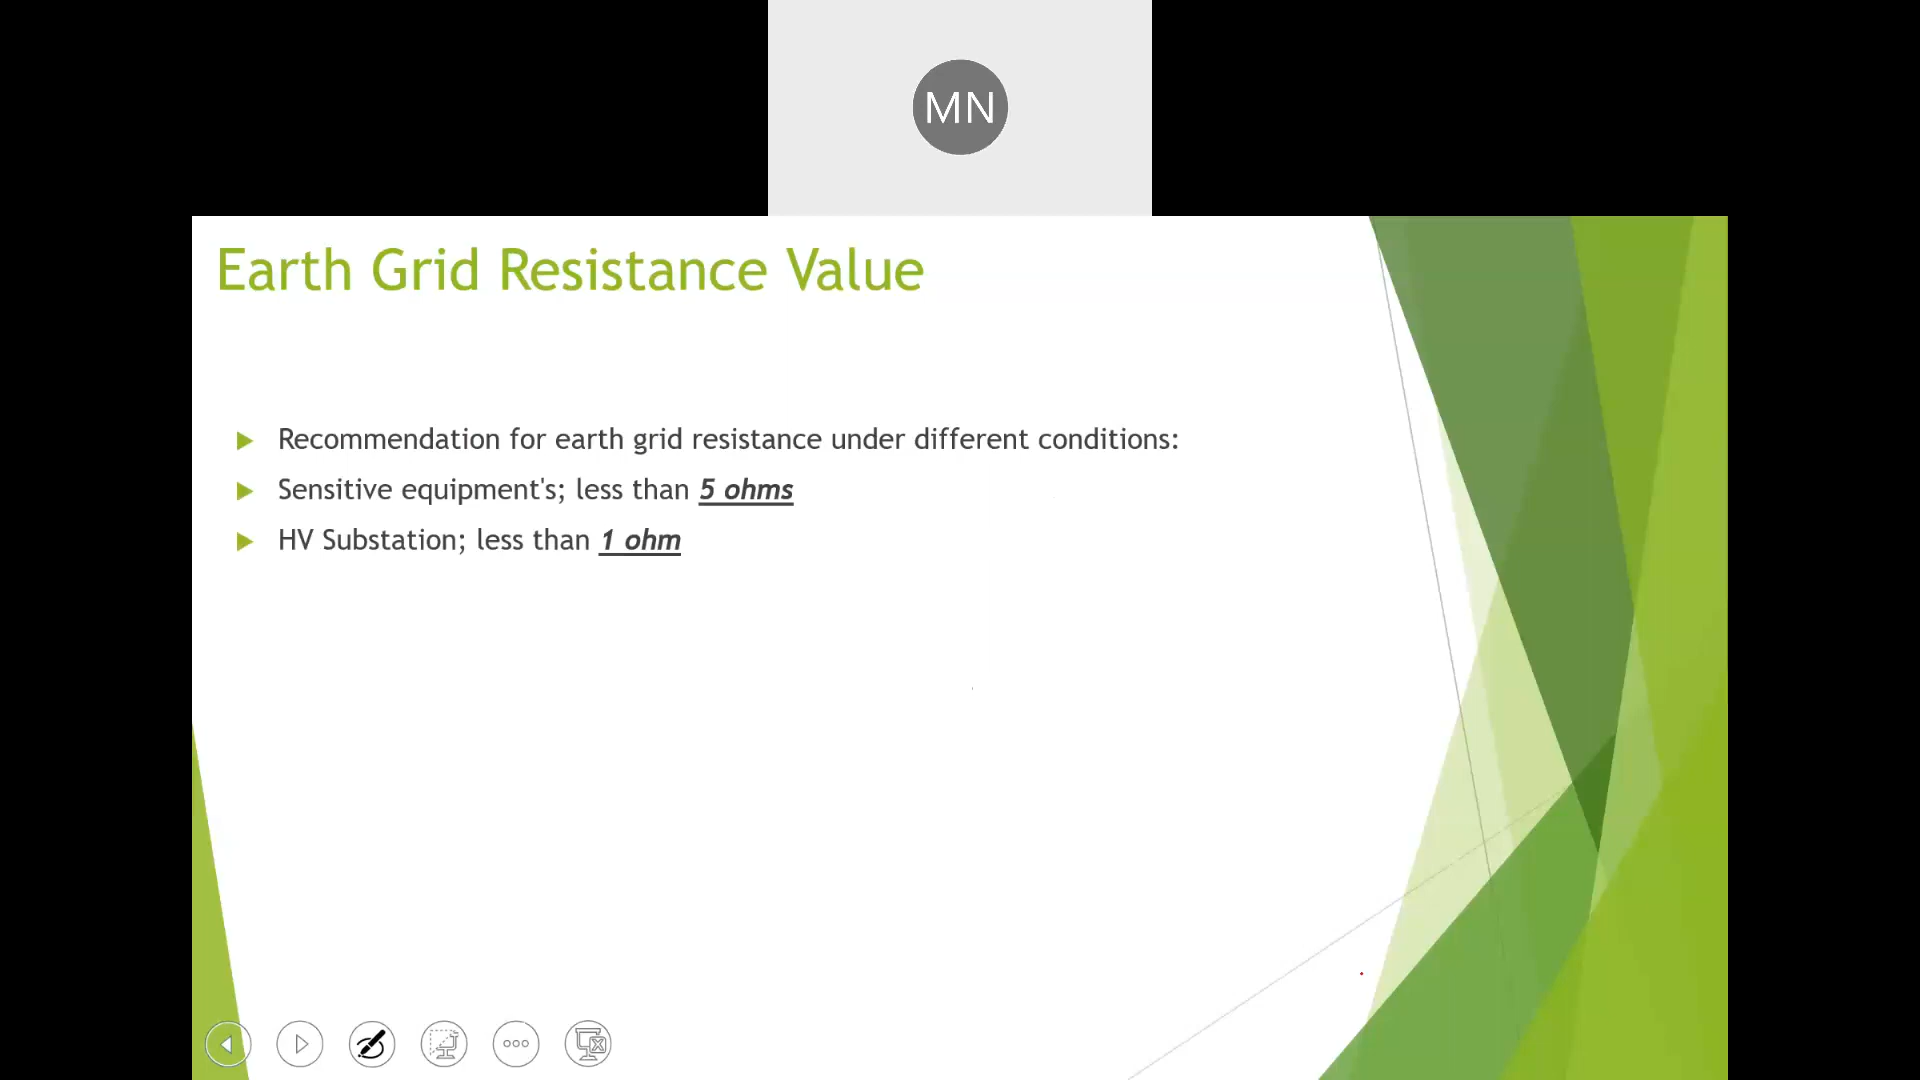 MN
Earth Grid Resistance Value
Recommendation for earth grid resistance under different conditions:
Sensitive equipment's; less than 5 ohms
HV Substation; less than 1 ohm